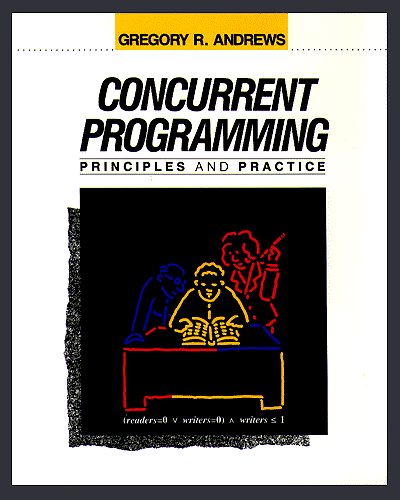 GREGORY R. ANDREWS
CONCURRENT
PROGRAMMING
PRINCIPLES AND PRACTICE
(readers=0 ∨ writers=0) ∧ writers ≤ 1